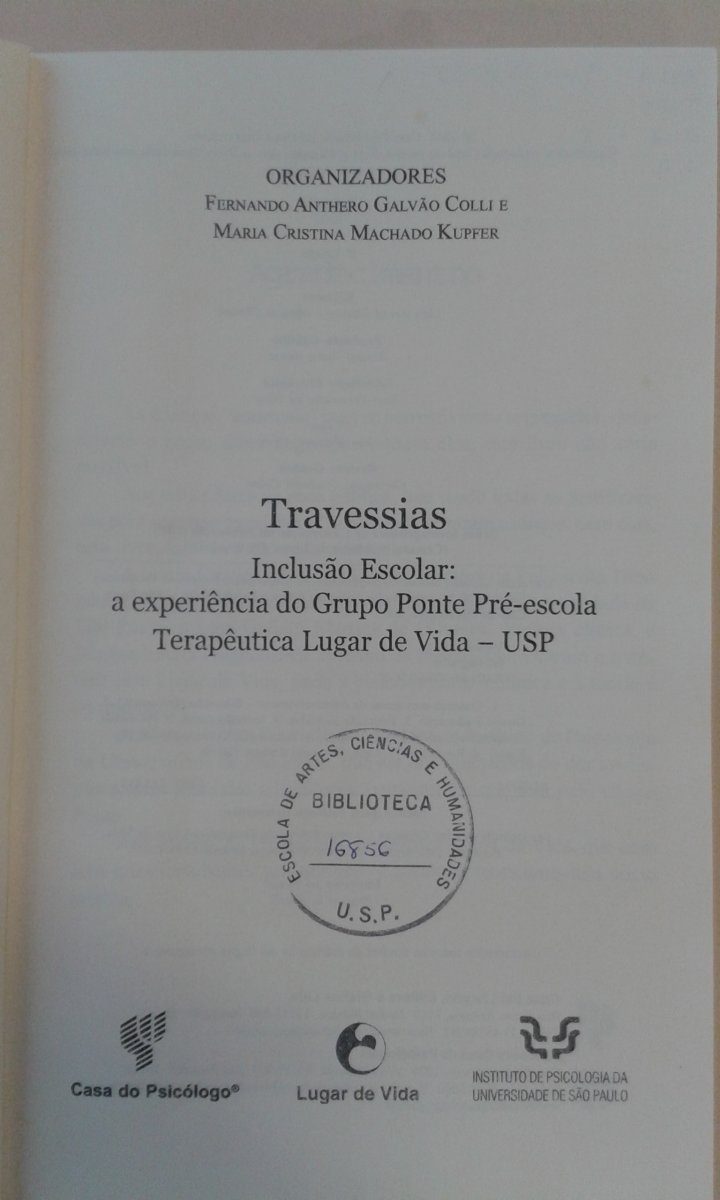 ORGANIZADORES
FERNANDO ANTHERO GALVÃO COLLI E
MARIA CRISTINA MACHADO KUPFER
Travessias
Inclusão Escolar:
a experiência do Grupo Ponte Pré-escola
Terapêutica Lugar de Vida – USP
ESCOLA DE ARTES, CIÊNCIAS E HUMANIDADES
BIBLIOTECA
16856
U.S.P.
Casa do Psicólogo®
Lugar de Vida
INSTITUTO DE PSICOLOGIA DA
UNIVERSIDADE DE SÃO PAULO